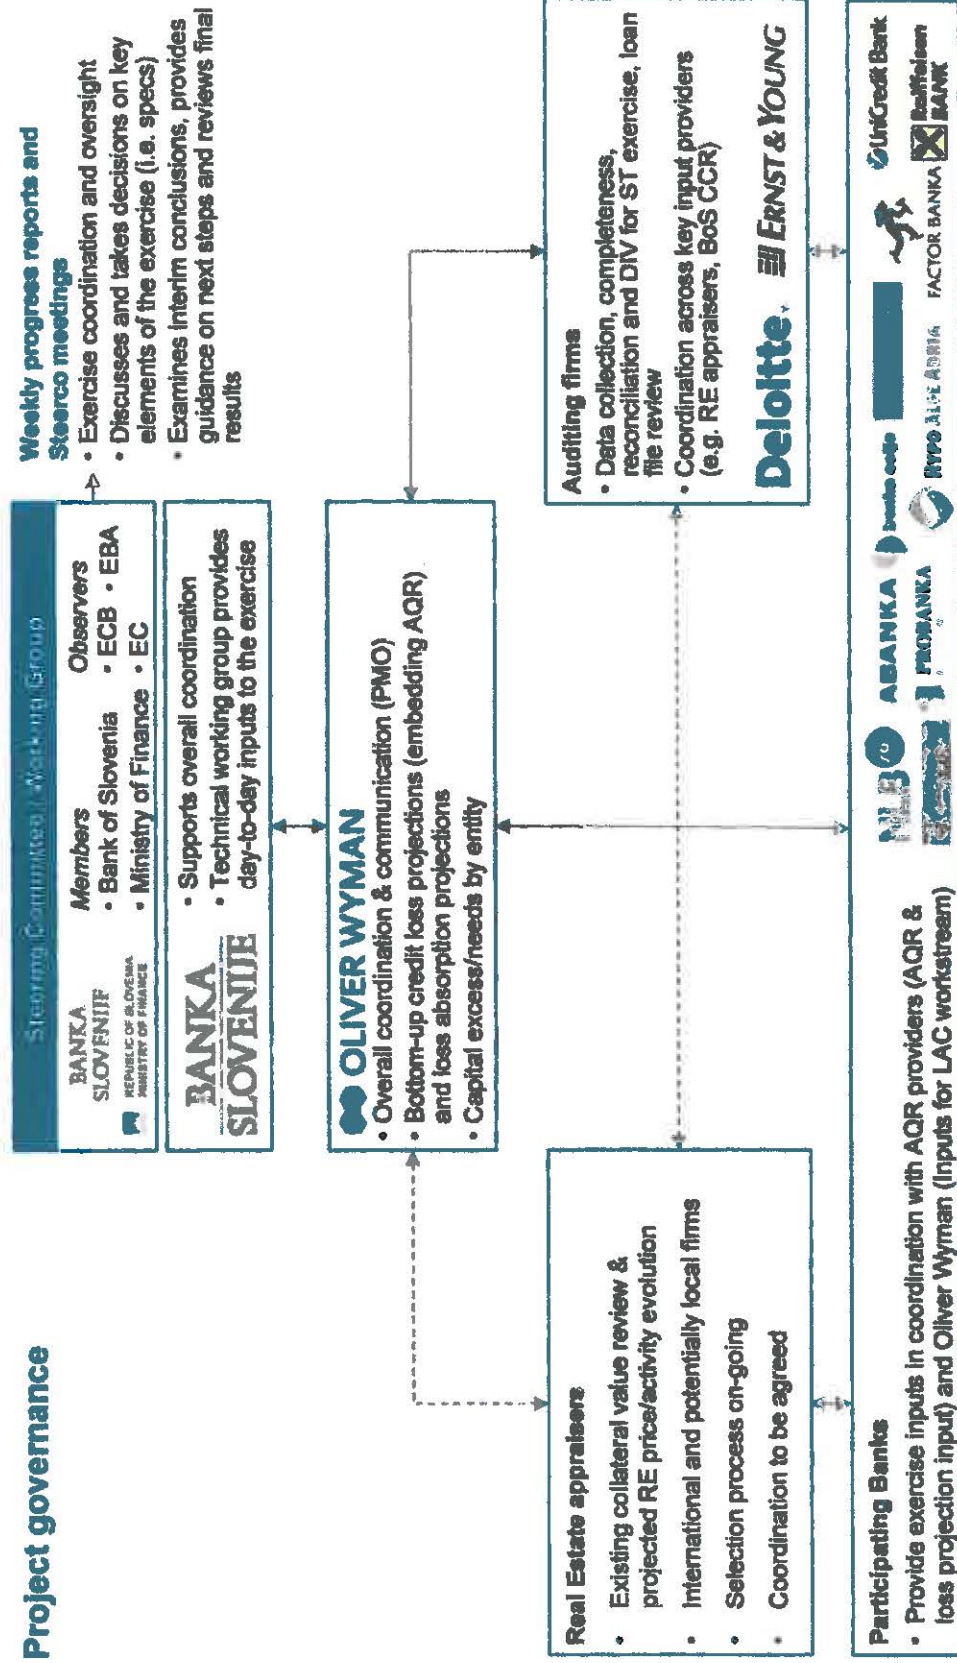 Project governance
Steering Committee / Working Group
BANKA
SLOVENIJE
REPUBLIC OF SLOVENIA
MINISTRY OF FINANCE
Members
• Bank of Slovenia
• Ministry of Finance
Observers
• ECB • EBA
• EC
Weekly progress reports and
Steerco meetings
• Exercise coordination and oversight
• Discusses and takes decisions on key
elements of the exercise (i.e. specs)
• Examines interim conclusions, provides
guidance on next steps and reviews final
results
BANKA
SLOVENIJE
• Supports overall coordination
• Technical working group provides
day-to-day inputs to the exercise
OLIVER WYMAN
• Overall coordination & communication (PMO)
• Bottom-up credit loss projections (embedding AQR)
and loss absorption projections
• Capital excess/needs by entity
Real Estate appraisers
• Existing collateral value review &
projected RE price/activity evolution
• International and potentially local firms
• Selection process on-going
• Coordination to be agreed
Auditing firms
• Data collection, completeness,
reconciliation and DIV for ST exercise, loan
file review
• Coordination across key input providers
(e.g. RE appraisers, BoS CCR)
Deloitte.
ERNST & YOUNG
Participating Banks
• Provide exercise inputs in coordination with AQR providers (AQR &
loss projection input) and Oliver Wyman (Inputs for LAC workstream)
NLB
ABANKA
banka celje
UniCredit Bank
PROBANKA
HYPO ALPE ADRIA
FACTOR BANKA
Raiffeisen
BANK